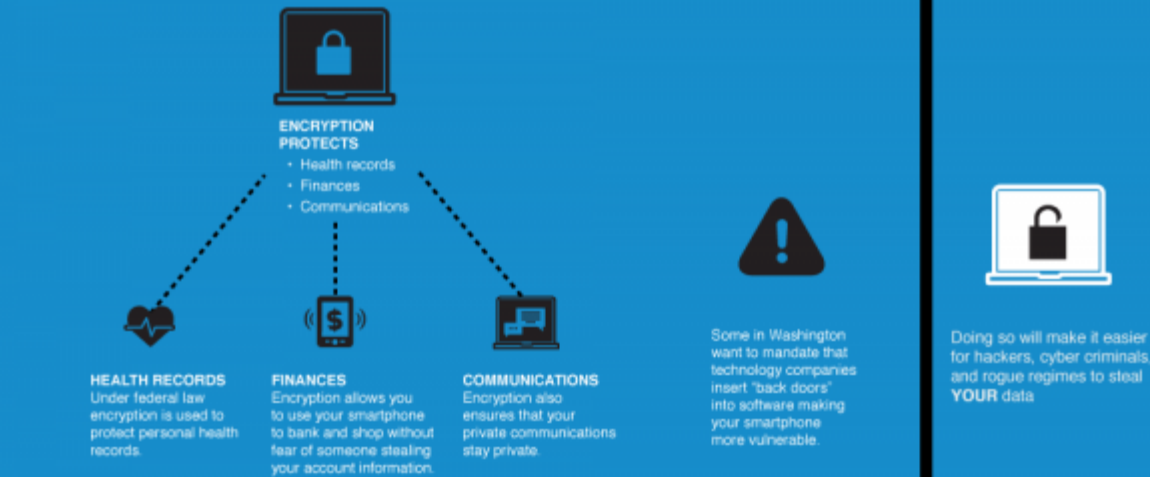 ENCRYPTION
PROTECTS
• Health records
• Finances
• Communications
$
HEALTH RECORDS
Under federal law
encryption is used to
protect personal health
records.
FINANCES
Encryption allows you
to use your smartphone
to bank and shop without
fear of someone stealing
your account information.
COMMUNICATIONS
Encryption also
ensures that your
private communications
stay private.
!
Some in Washington
want to mandate that
technology companies
insert "back doors"
into software making
your smartphone
more vulnerable.
Doing so will make it easier
for hackers, cyber criminals,
and rogue regimes to steal
YOUR data